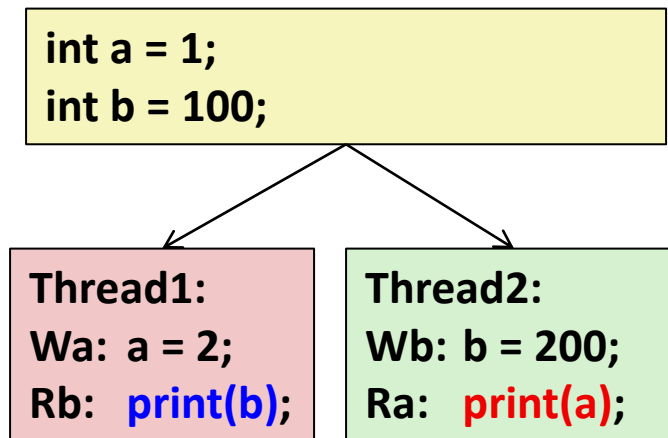 int a = 1;
int b = 100;
Thread1:
Wa: a = 2;
Rb: print(b);
Thread2:
Wb: b = 200;
Ra: print(a);